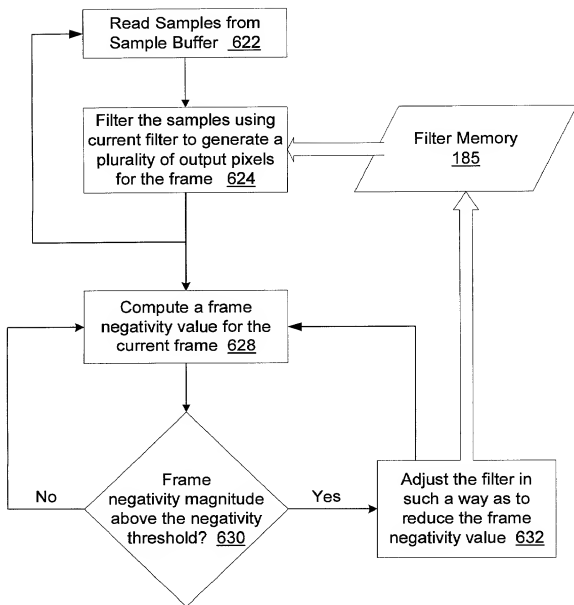 Read Samples from
Sample Buffer 622
Filter the samples using
current filter to generate a
plurality of output pixels
for the frame 624
Filter Memory
185
Compute a frame
negativity value for the
current frame 628
Frame
negativity magnitude
above the negativity
threshold? 630
No
Yes
Adjust the filter in
such a way as to
reduce the frame
negativity value 632